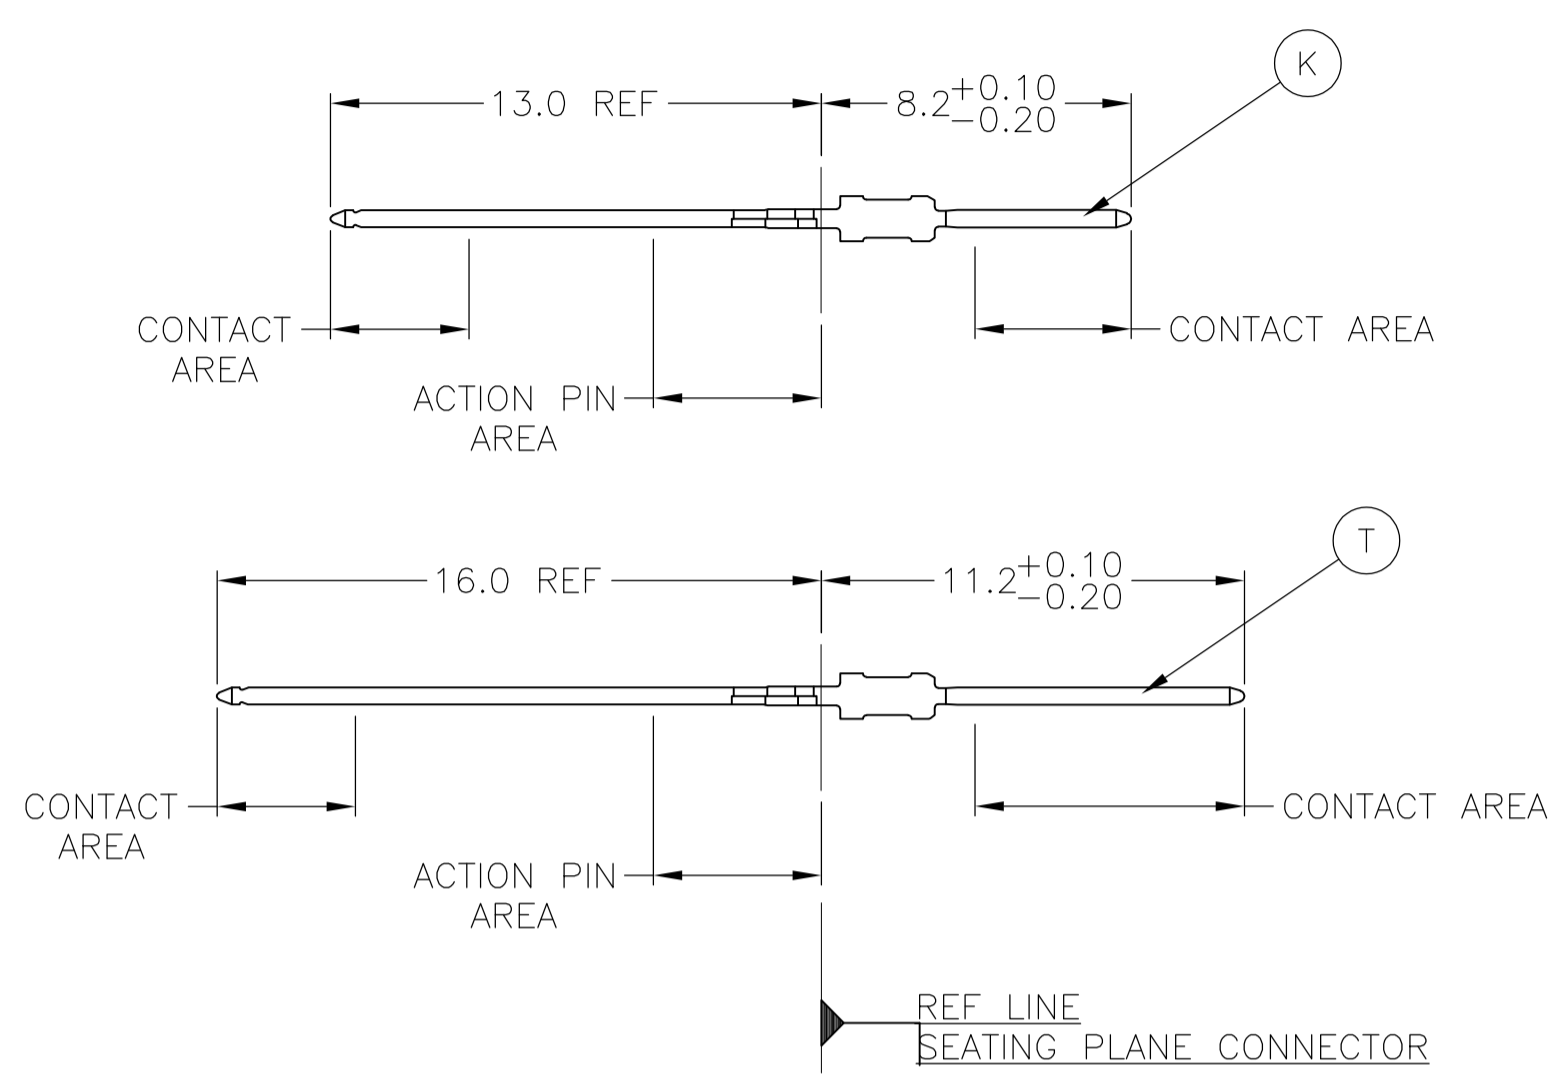 K
13.0 REF
8.2 +0.10
-0.20
CONTACT
AREA
CONTACT AREA
ACTION PIN
AREA
T
16.0 REF
11.2 +0.10
-0.20
CONTACT
AREA
CONTACT AREA
ACTION PIN
AREA
REF LINE
SEATING PLANE CONNECTOR